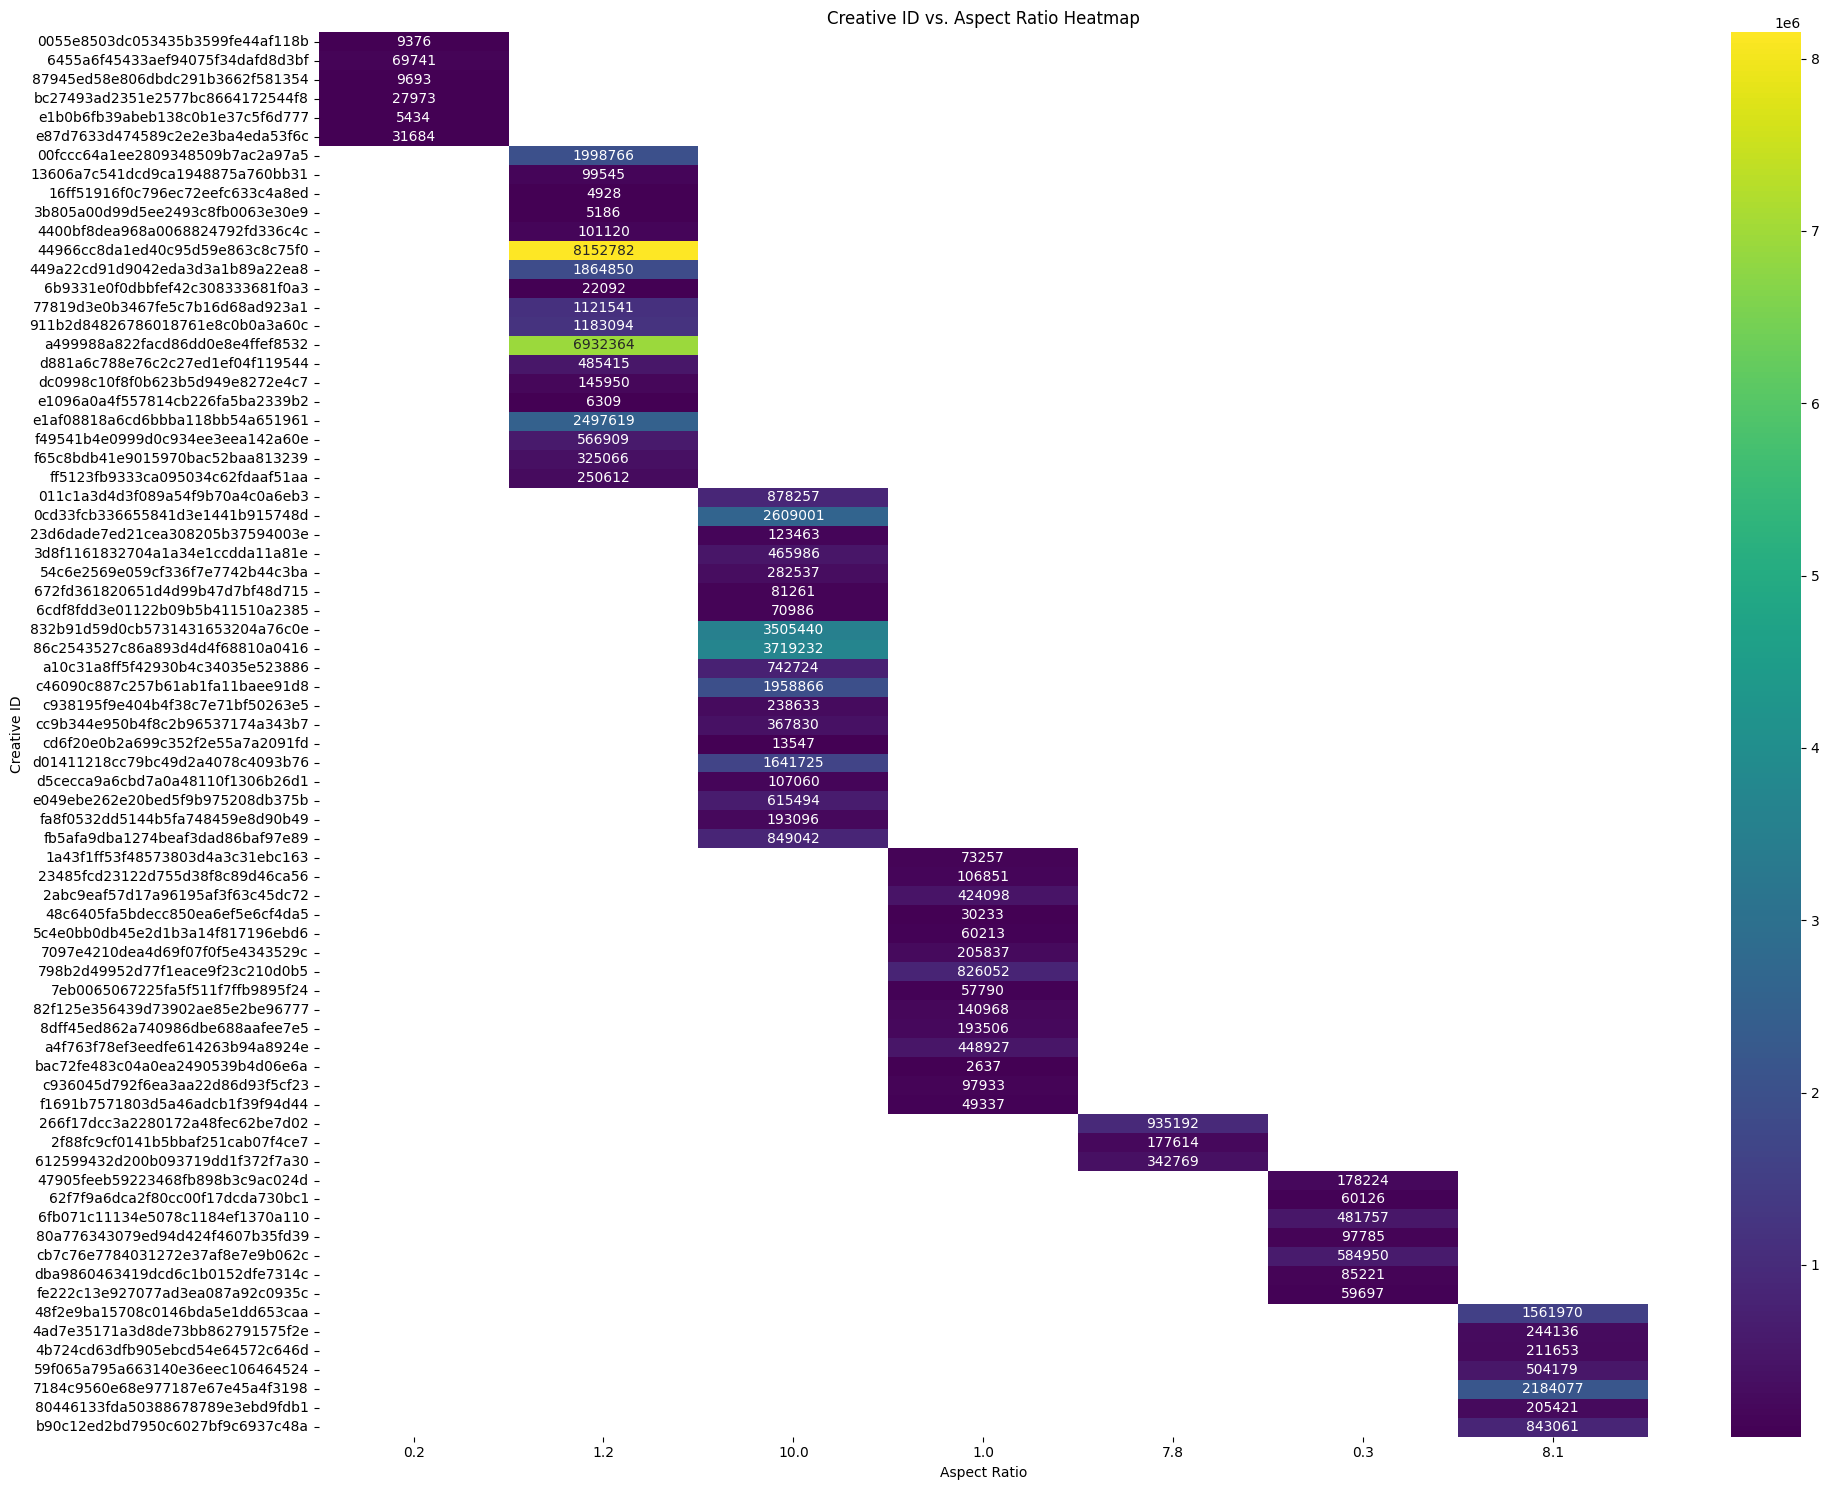 Creative ID vs. Aspect Ratio Heatmap
1e6
0055e8503dc053435b3599fe44af118b 9376
6455a6f45433aef94075f34dafd8d3bf 69741
87945ed58e806dbdc291b3662f581354 9693
bc27493ad2351e2577bc8664172544f8 27973
e1b0b6fb39abeb138c0b1e37c5f6d777 5434
e87d7633d474589c2e2e3ba4eda53f6c 31684
00fccc64a1ee2809348509b7ac2a97a5 1998766
13606a7c541dcd9ca1948875a760bb31 99545
16ff51916f0c796ec72eefc633c4a8ed 4928
3b805a00d99d5ee2493c8fb0063e30e9 5186
4400bf8dea968a0068824792fd336c4c 101120
44966cc8da1ed40c95d59e863c8c75f0 8152782
449a22cd91d9042eda3d3a1b89a22ea8 1864850
6b9331e0f0dbbfef42c308333681f0a3 22092
77819d3e0b3467fe5c7b16d68ad923a1 1121541
911b2d84826786018761e8c0b0a3a60c 1183094
a499988a822facd86dd0e8e4ffef8532 6932364
d881a6c788e76c2c27ed1ef04f119544 485415
dc0998c10f8f0b623b5d949e8272e4c7 145950
e1096a0a4f557814cb226fa5ba2339b2 6309
e1af08818a6cd6bbba118bb54a651961 2497619
f49541b4e0999d0c934ee3eea142a60e 566909
f65c8bdb41e9015970bac52baa813239 325066
ff5123fb9333ca095034c62fdaaf51aa 250612
011c1a3d4d3f089a54f9b70a4c0a6eb3 878257
0cd33fcb336655841d3e1441b915748d 2609001
23d6dade7ed21cea308205b37594003e 123463
3d8f1161832704a1a34e1ccdda11a81e 465986
54c6e2569e059cf336f7e7742b44c3ba 282537
672fd361820651d4d99b47d7bf48d715 81261
6cdf8fdd3e01122b09b5b411510a2385 70986
832b91d59d0cb5731431653204a76c0e 3505440
86c2543527c86a893d4d4f68810a0416 3719232
a10c31a8ff5f42930b4c34035e523886 742724
c46090c887c257b61ab1fa11baee91d8 1958866
c938195f9e404b4f38c7e71bf50263e5 238633
cc9b344e950b4f8c2b96537174a343b7 367830
cd6f20e0b2a699c352f2e55a7a2091fd 13547
d01411218cc79bc49d2a4078c4093b76 1641725
d5cecca9a6cbd7a0a48110f1306b26d1 107060
e049ebe262e20bed5f9b975208db375b 615494
fa8f0532dd5144b5fa748459e8d90b49 193096
fb5afa9dba1274beaf3dad86baf97e89 849042
1a43f1ff53f48573803d4a3c31ebc163 73257
23485fcd23122d755d38f8c89d46ca56 106851
2abc9eaf57d17a96195af3f63c45dc72 424098
48c6405fa5bdecc850ea6ef5e6cf4da5 30233
5c4e0bb0db45e2d1b3a14f817196ebd6 60213
7097e4210dea4d69f07f0f5e4343529c 205837
798b2d49952d77f1eace9f23c210d0b5 826052
7eb0065067225fa5f511f7ffb9895f24 57790
82f125e356439d73902ae85e2be96777 140968
8dff45ed862a740986dbe688aafee7e5 193506
a4f763f78ef3eedfe614263b94a8924e 448927
bac72fe483c04a0ea2490539b4d06e6a 2637
c936045d792f6ea3aa22d86d93f5cf23 97933
f1691b7571803d5a46adcb1f39f94d44 49337
266f17dcc3a2280172a48fec62be7d02 935192
2f88fc9cf0141b5bbaf251cab07f4ce7 177614
612599432d200b093719dd1f372f7a30 342769
47905feeb59223468fb898b3c9ac024d 178224
62f7f9a6dca2f80cc00f17dcda730bc1 60126
6fb071c11134e5078c1184ef1370a110 481757
80a776343079ed94d424f4607b35fd39 97785
cb7c76e7784031272e37af8e7e9b062c 584950
dba9860463419dcd6c1b0152dfe7314c 85221
fe222c13e927077ad3ea087a92c0935c 59697
48f2e9ba15708c0146bda5e1dd653caa 1561970
4ad7e35171a3d8de73bb862791575f2e 244136
4b724cd63dfb905ebcd54e64572c646d 211653
59f065a795a663140e36eec106464524 504179
7184c9560e68e977187e67e45a4f3198 2184077
80446133fda50388678789e3ebd9fdb1 205421
b90c12ed2bd7950c6027bf9c6937c48a 843061
0.2 1.2 10.0 1.0 7.8 0.3 8.1
Aspect Ratio
Creative ID
8
7
6
5
4
3
2
1